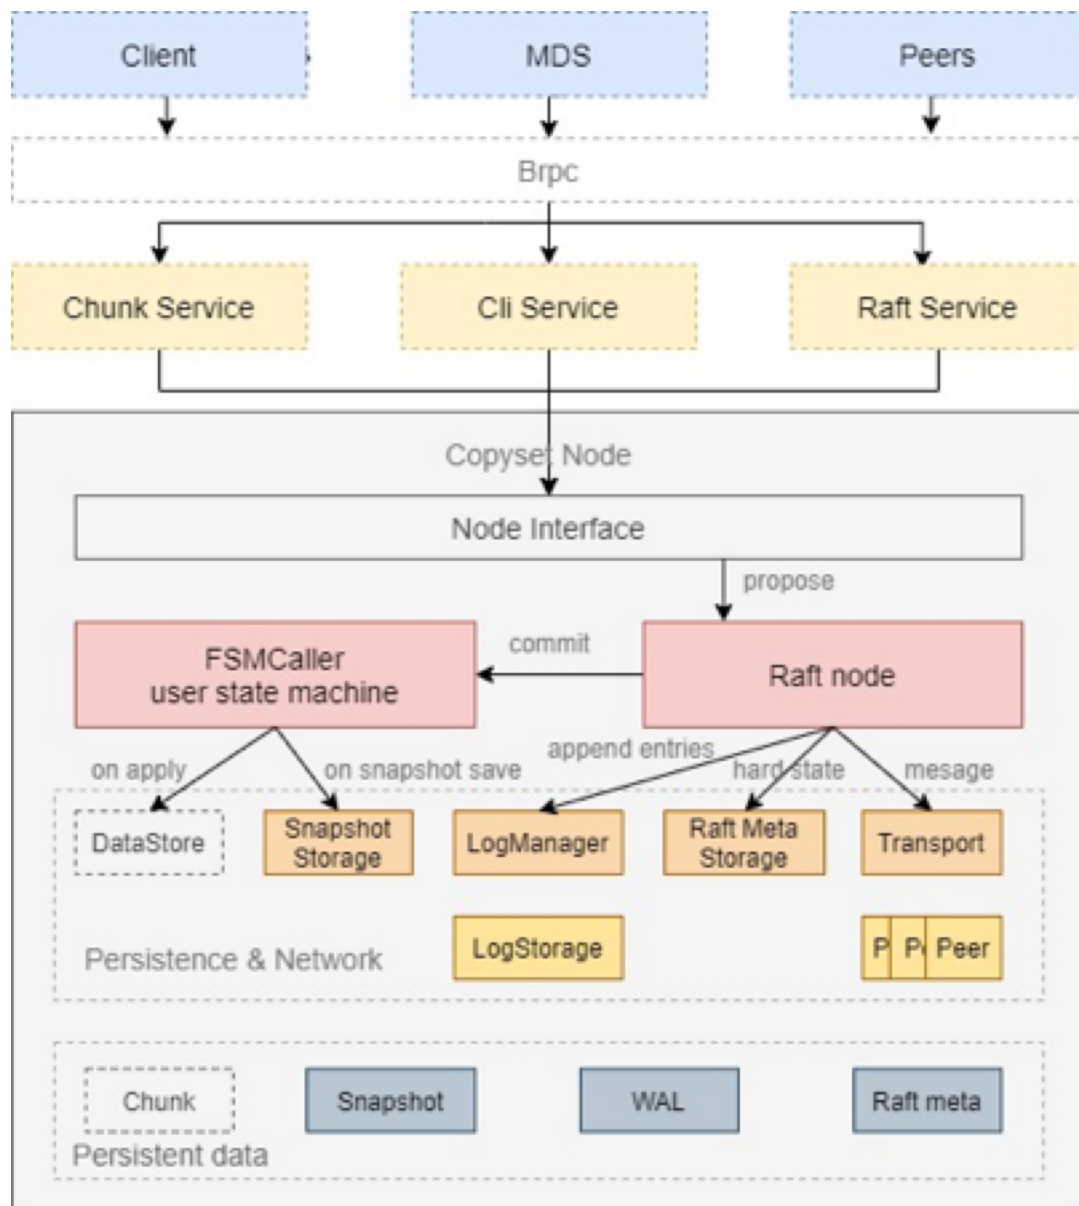 Client
MDS
Peers
Brpc
Chunk Service
Cli Service
Raft Service
Copyset Node
Node Interface
propose
FSMCaller
user state machine
commit
Raft node
on apply
on snapshot save
append entries
hard state
mesage
DataStore
Snapshot
Storage
LogManager
Raft Meta
Storage
Transport
Persistence & Network
LogStorage
P
P
Peer
Chunk
Snapshot
WAL
Raft meta
Persistent data